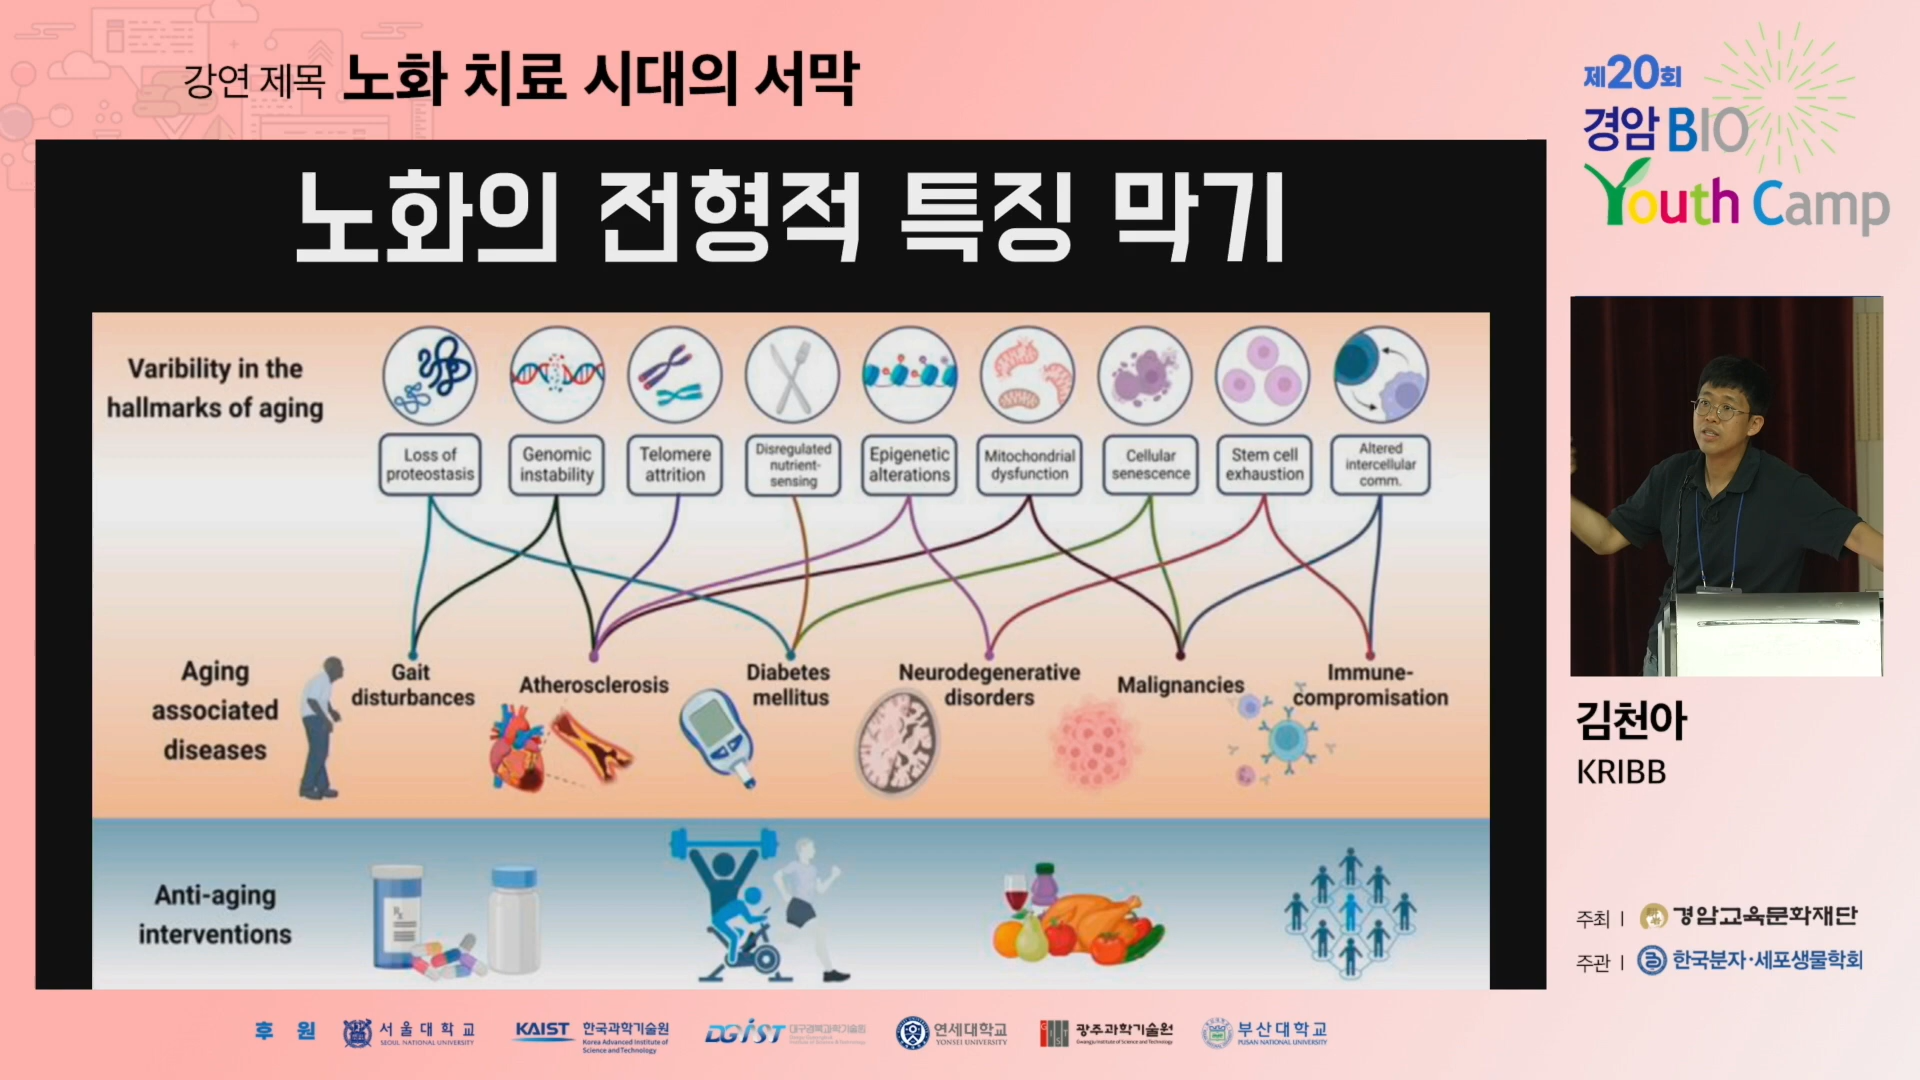 강연 제목 노화 치료 시대의 서막
제20회
경암 BIO
Youth Camp
노화의 전형적 특징 막기
Varibility in the
hallmarks of aging
Loss of
proteostasis
Genomic
instability
Telomere
attrition
Disregulated
nutrient-
sensing
Epigenetic
alterations
Mitochondrial
dysfunction
Cellular
senescence
Stem cell
exhaustion
Altered
intercellular
comm.
Aging
associated
diseases
Gait
disturbances
Atherosclerosis
Diabetes
mellitus
Neurodegenerative
disorders
Malignancies
Immune-
compromisation
Anti-aging
interventions
김천아
KRIBB
주최 | 경암교육문화재단
주관 | 한국분자·세포생물학회
후 원
서울대학교
SEOUL NATIONAL UNIVERSITY
KAIST 한국과학기술원
Korea Advanced Institute of
Science and Technology
DGIST 대구경북과학기술원
연세대학교
YONSEI UNIVERSITY
광주과학기술원
Gwangju Institute of Science and Technology
부산대학교
PUSAN NATIONAL UNIVERSITY